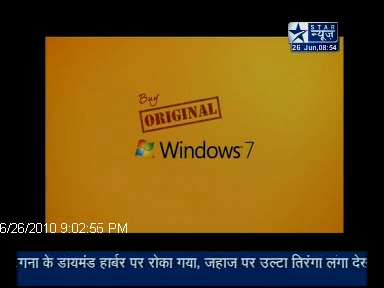 STAR
न्यूज़
26 Jun,08:54
Buy
ORIGINAL
Windows 7
6/26/2010 9:02:55 PM
गना के डायमंड हार्बर पर रोका गया, जहाज पर उल्टा तिरंगा लगा देख